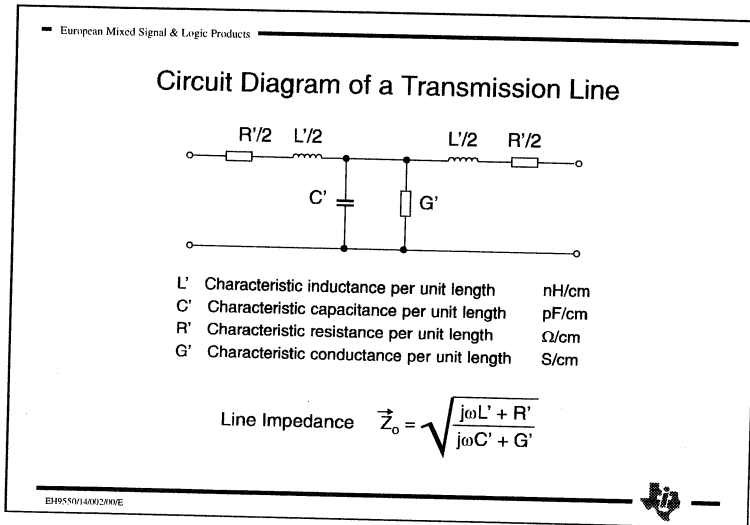 European Mixed Signal & Logic Products
Circuit Diagram of a Transmission Line
R'/2 L'/2 L'/2 R'/2
C' G'
L' Characteristic inductance per unit length nH/cm
C' Characteristic capacitance per unit length pF/cm
R' Characteristic resistance per unit length Ω/cm
G' Characteristic conductance per unit length S/cm
Line Impedance Z⃗o = √((jωL' + R')/(jωC' + G'))
EH9550/14/002/00/E